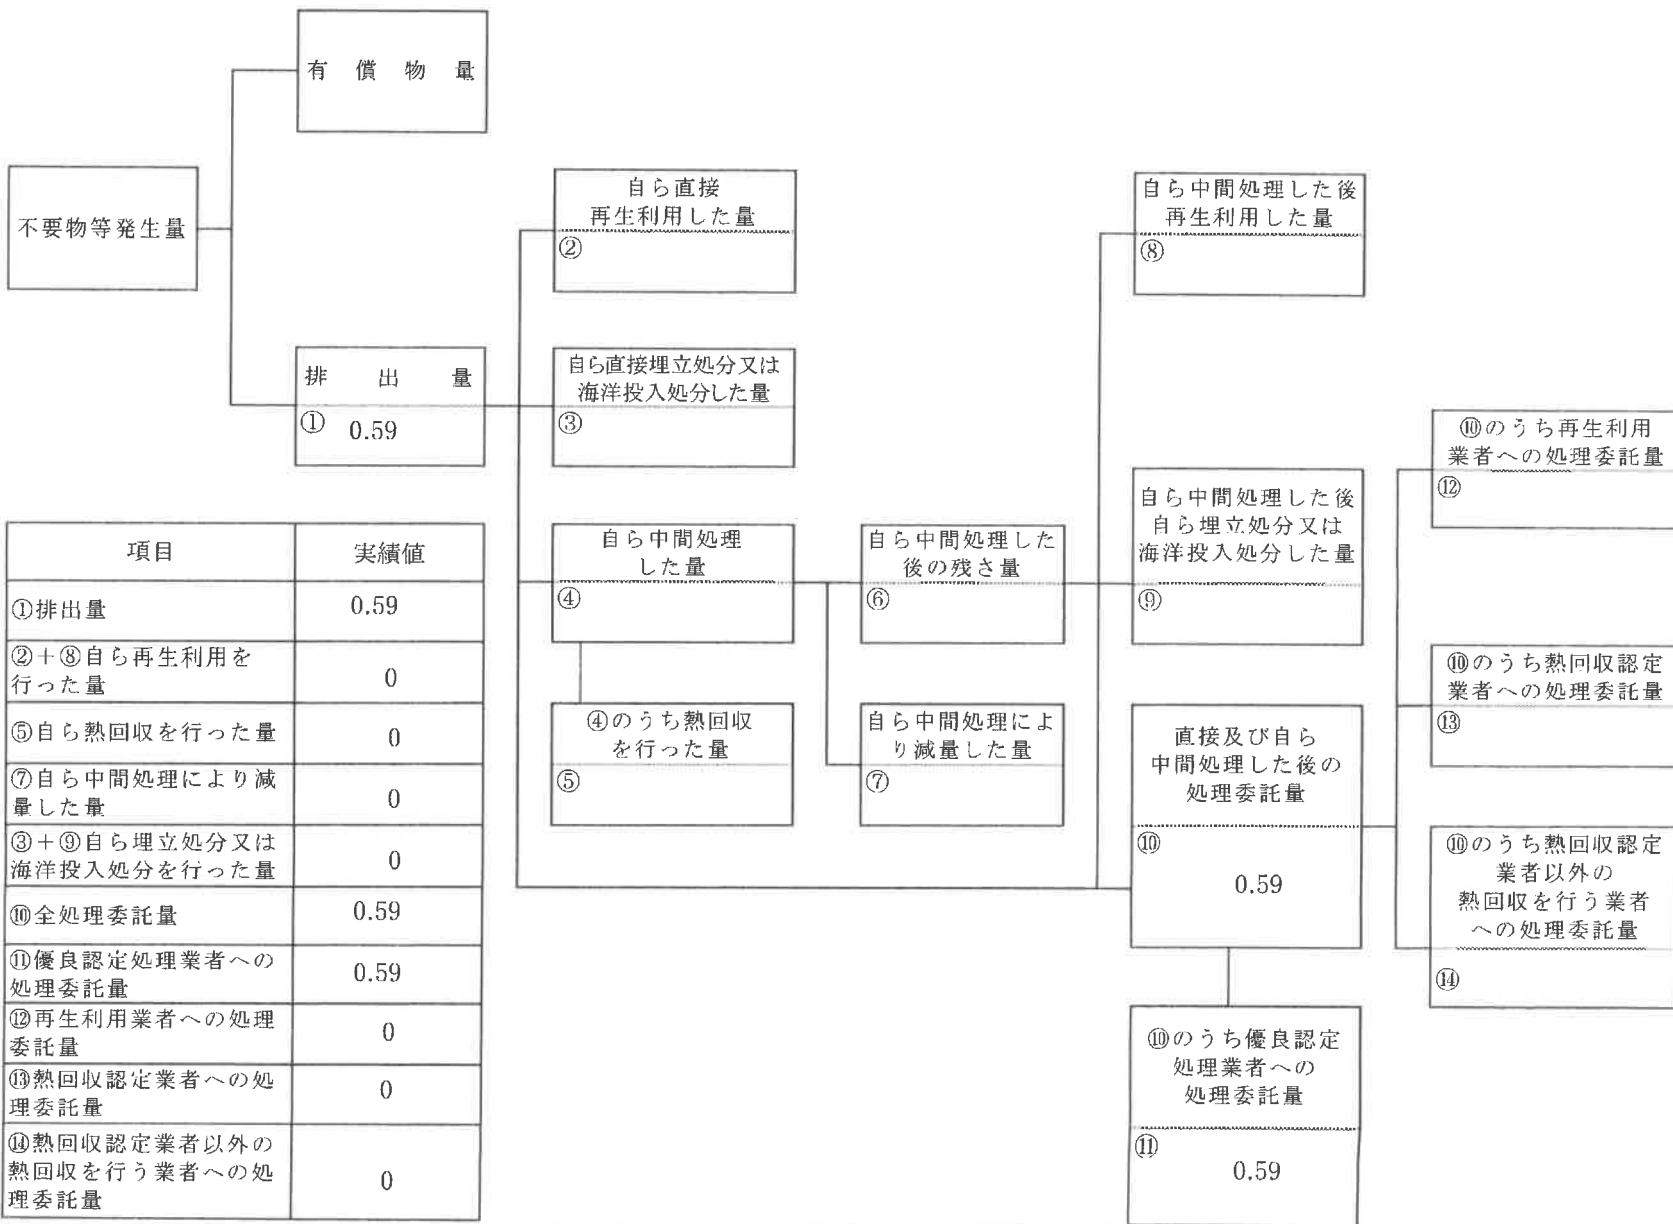 有償物量
不要物等発生量
排出量
① 0.59
自ら直接
再生利用した量
②
自ら直接埋立処分又は
海洋投入処分した量
③
自ら中間処理
した量
④
④のうち熱回収
を行った量
⑤
自ら中間処理した
後の残さ量
⑥
自ら中間処理によ
り減量した量
⑦
自ら中間処理した後
再生利用した量
⑧
自ら中間処理した後
自ら埋立処分又は
海洋投入処分した量
⑨
直接及び自ら
中間処理した後の
処理委託量
⑩
0.59
⑩のうち優良認定
処理業者への
処理委託量
⑪
0.59
⑩のうち再生利用
業者への処理委託量
⑫
⑩のうち熱回収認定
業者への処理委託量
⑬
⑩のうち熱回収認定
業者以外の
熱回収を行う業者
への処理委託量
⑭
項目 実績値
①排出量 0.59
②+⑧自ら再生利用を
行った量 0
⑤自ら熱回収を行った量 0
⑦自ら中間処理により減
量した量 0
③+⑨自ら埋立処分又は
海洋投入処分を行った量 0
⑩全処理委託量 0.59
⑪優良認定処理業者への
処理委託量 0.59
⑫再生利用業者への処理
委託量 0
⑬熱回収認定業者への処
理委託量 0
⑭熱回収認定業者以外の
熱回収を行う業者への処
理委託量 0